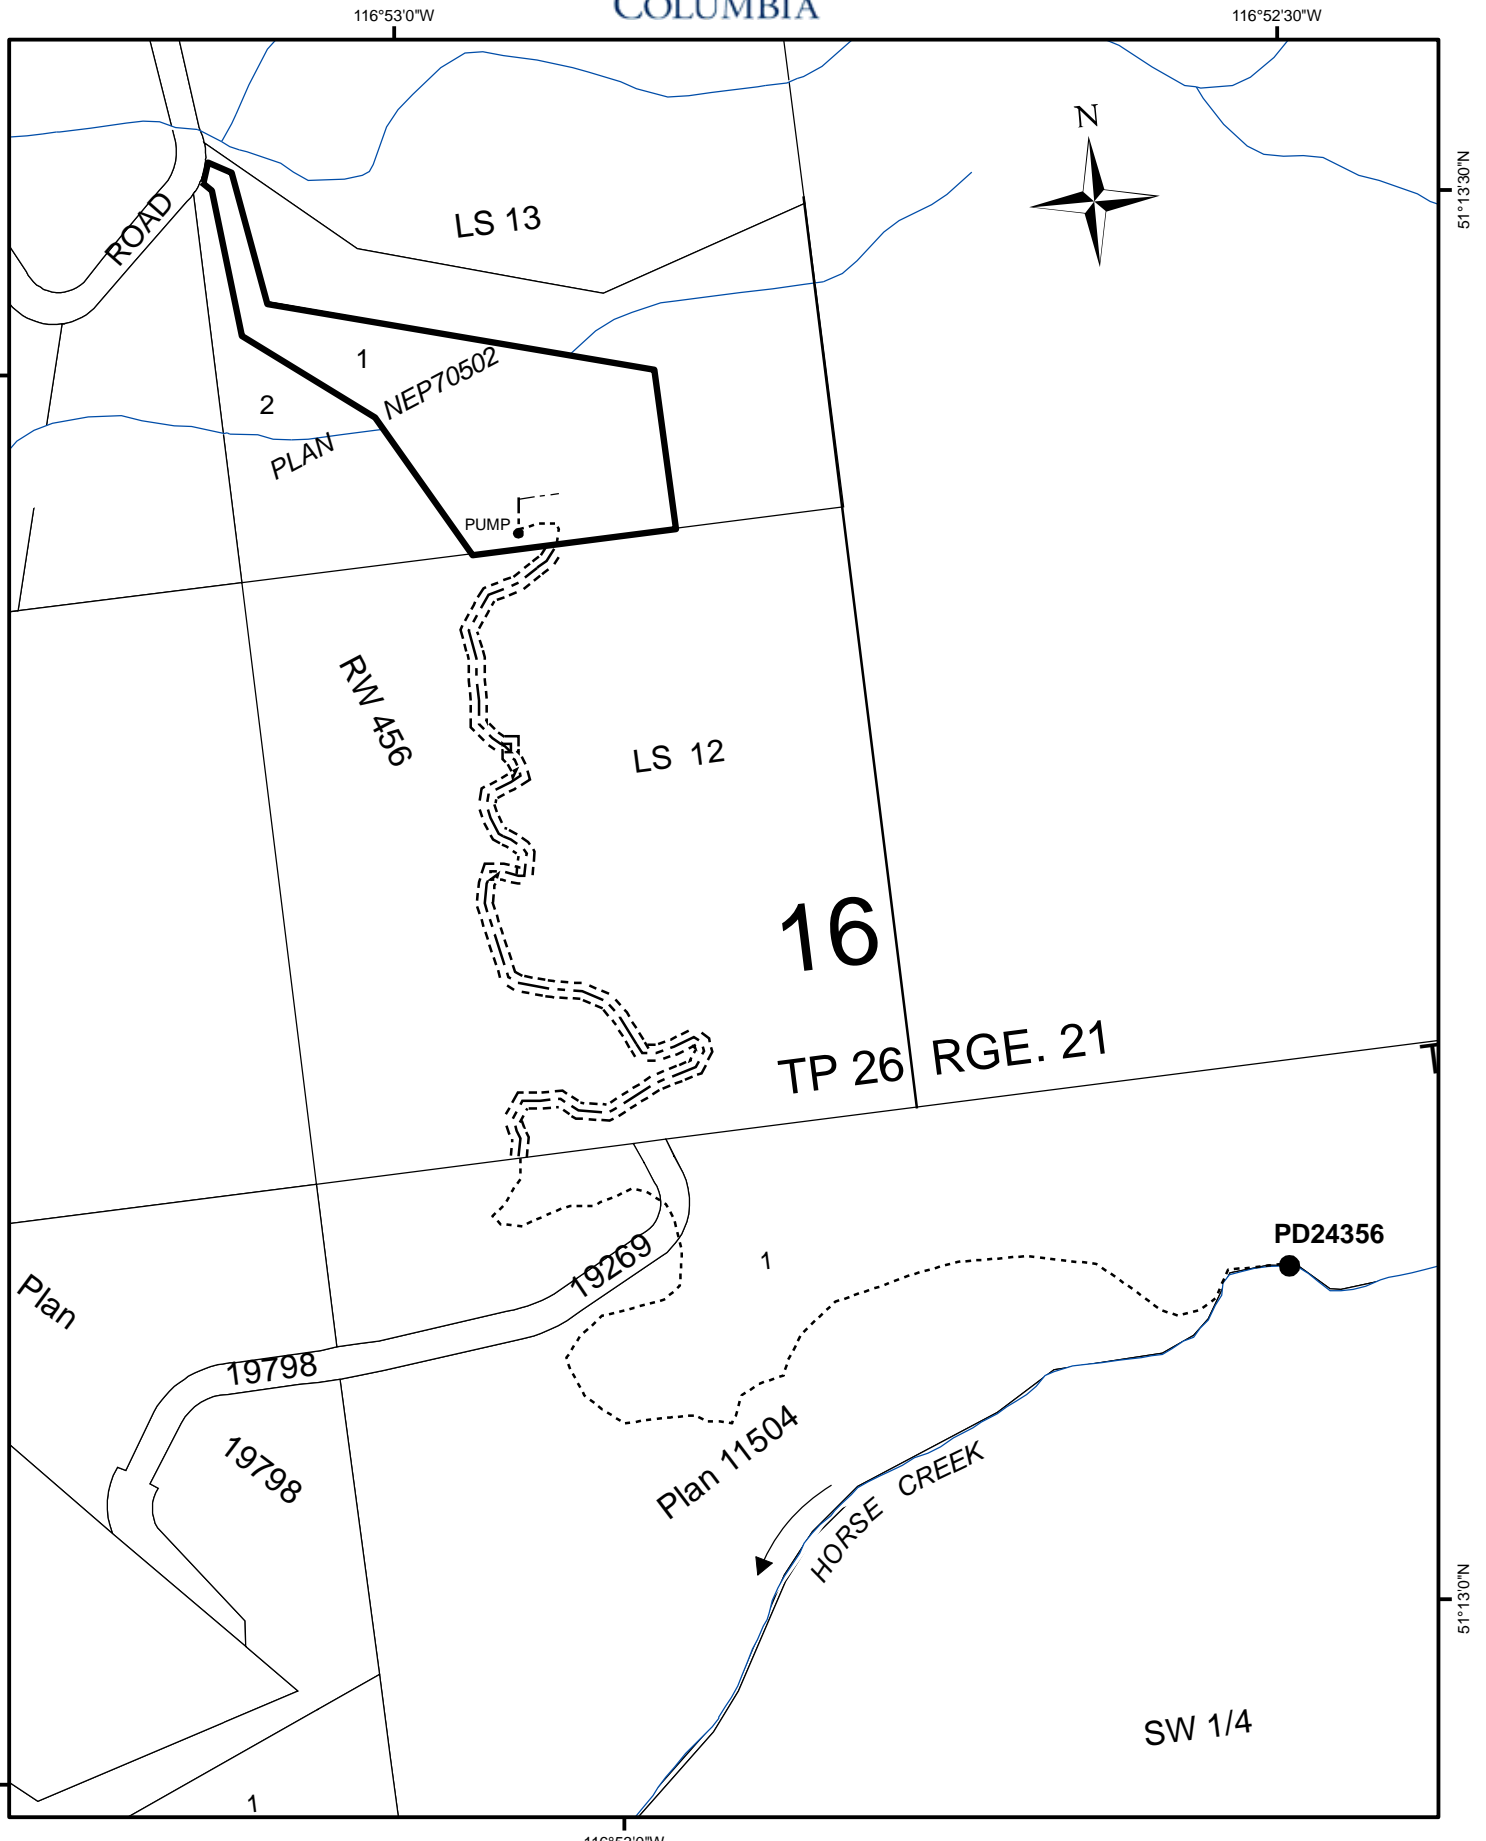 COLUMBIA
116°53'0"W
116°52'30"W
N
51°13'30"N
ROAD
LS 13
1
NEP70502
2
PLAN
PUMP
RW 456
LS 12
16
TP 26
RGE. 21
PD24356
1
19269
Plan
19798
19798
Plan 11504
HORSE CREEK
51°13'0"N
SW 1/4
1